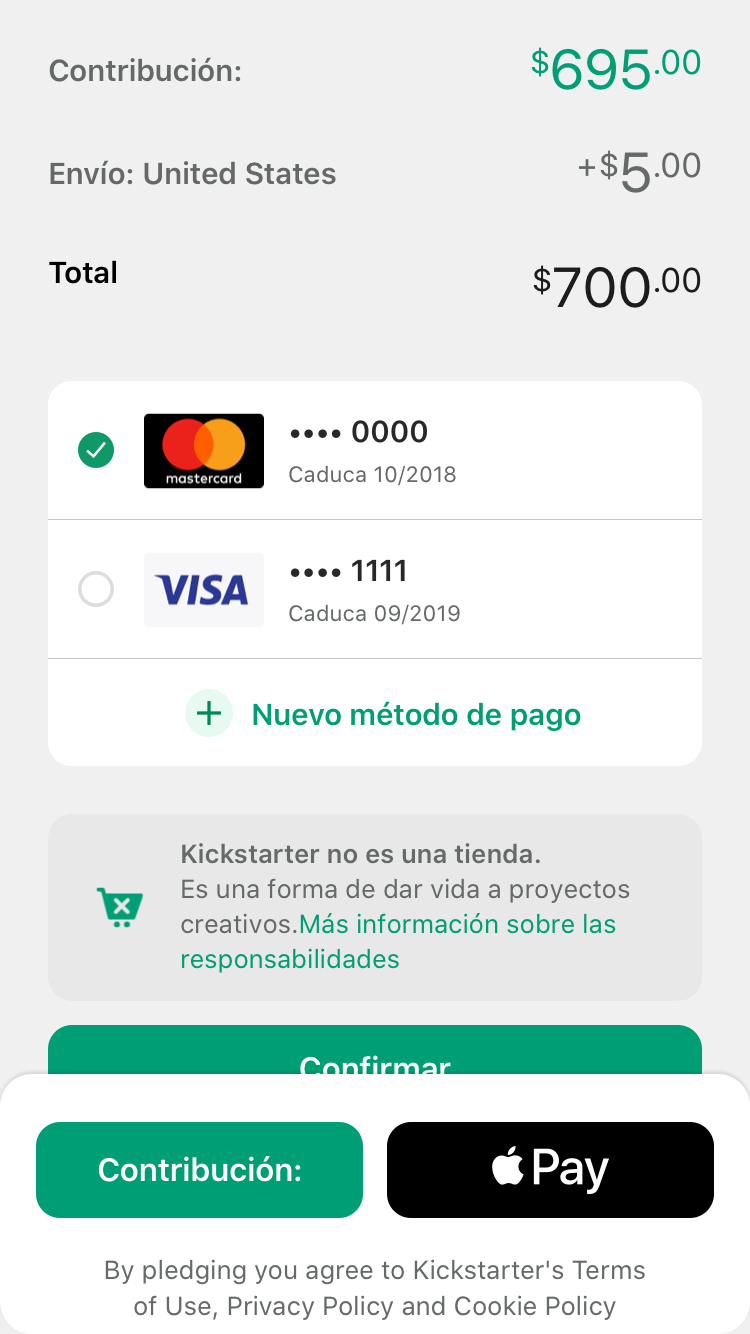 Contribución: $695.00
Envío: United States +$5.00
Total $700.00
mastercard •••• 0000
Caduca 10/2018
VISA •••• 1111
Caduca 09/2019
+ Nuevo método de pago
Kickstarter no es una tienda.
Es una forma de dar vida a proyectos
creativos.Más información sobre las
responsabilidades
Confirmar
Contribución: Pay
By pledging you agree to Kickstarter's Terms
of Use, Privacy Policy and Cookie Policy